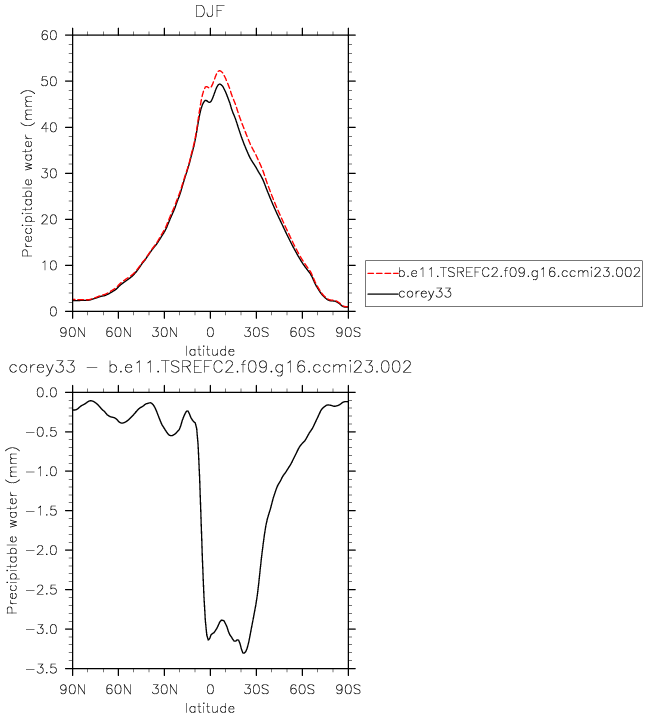 DJF
60
50
40
30
20
10
0
Precipitable water (mm)
90N 60N 30N 0 30S 60S 90S
latitude
b.e11.TSREFC2.f09.g16.ccmi23.002
corey33
corey33 − b.e11.TSREFC2.f09.g16.ccmi23.002
0.0
−0.5
−1.0
−1.5
−2.0
−2.5
−3.0
−3.5
Precipitable water (mm)
90N 60N 30N 0 30S 60S 90S
latitude